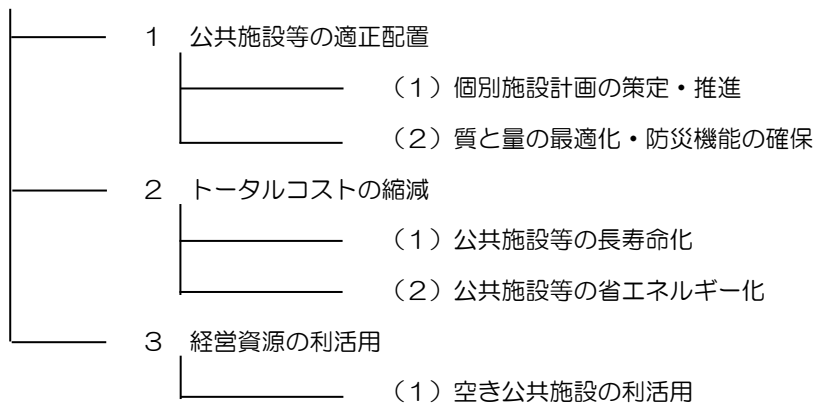 １　公共施設等の適正配置
（１）個別施設計画の策定・推進
（２）質と量の最適化・防災機能の確保
２　トータルコストの縮減
（１）公共施設等の長寿命化
（２）公共施設等の省エネルギー化
３　経営資源の利活用
（１）空き公共施設の利活用